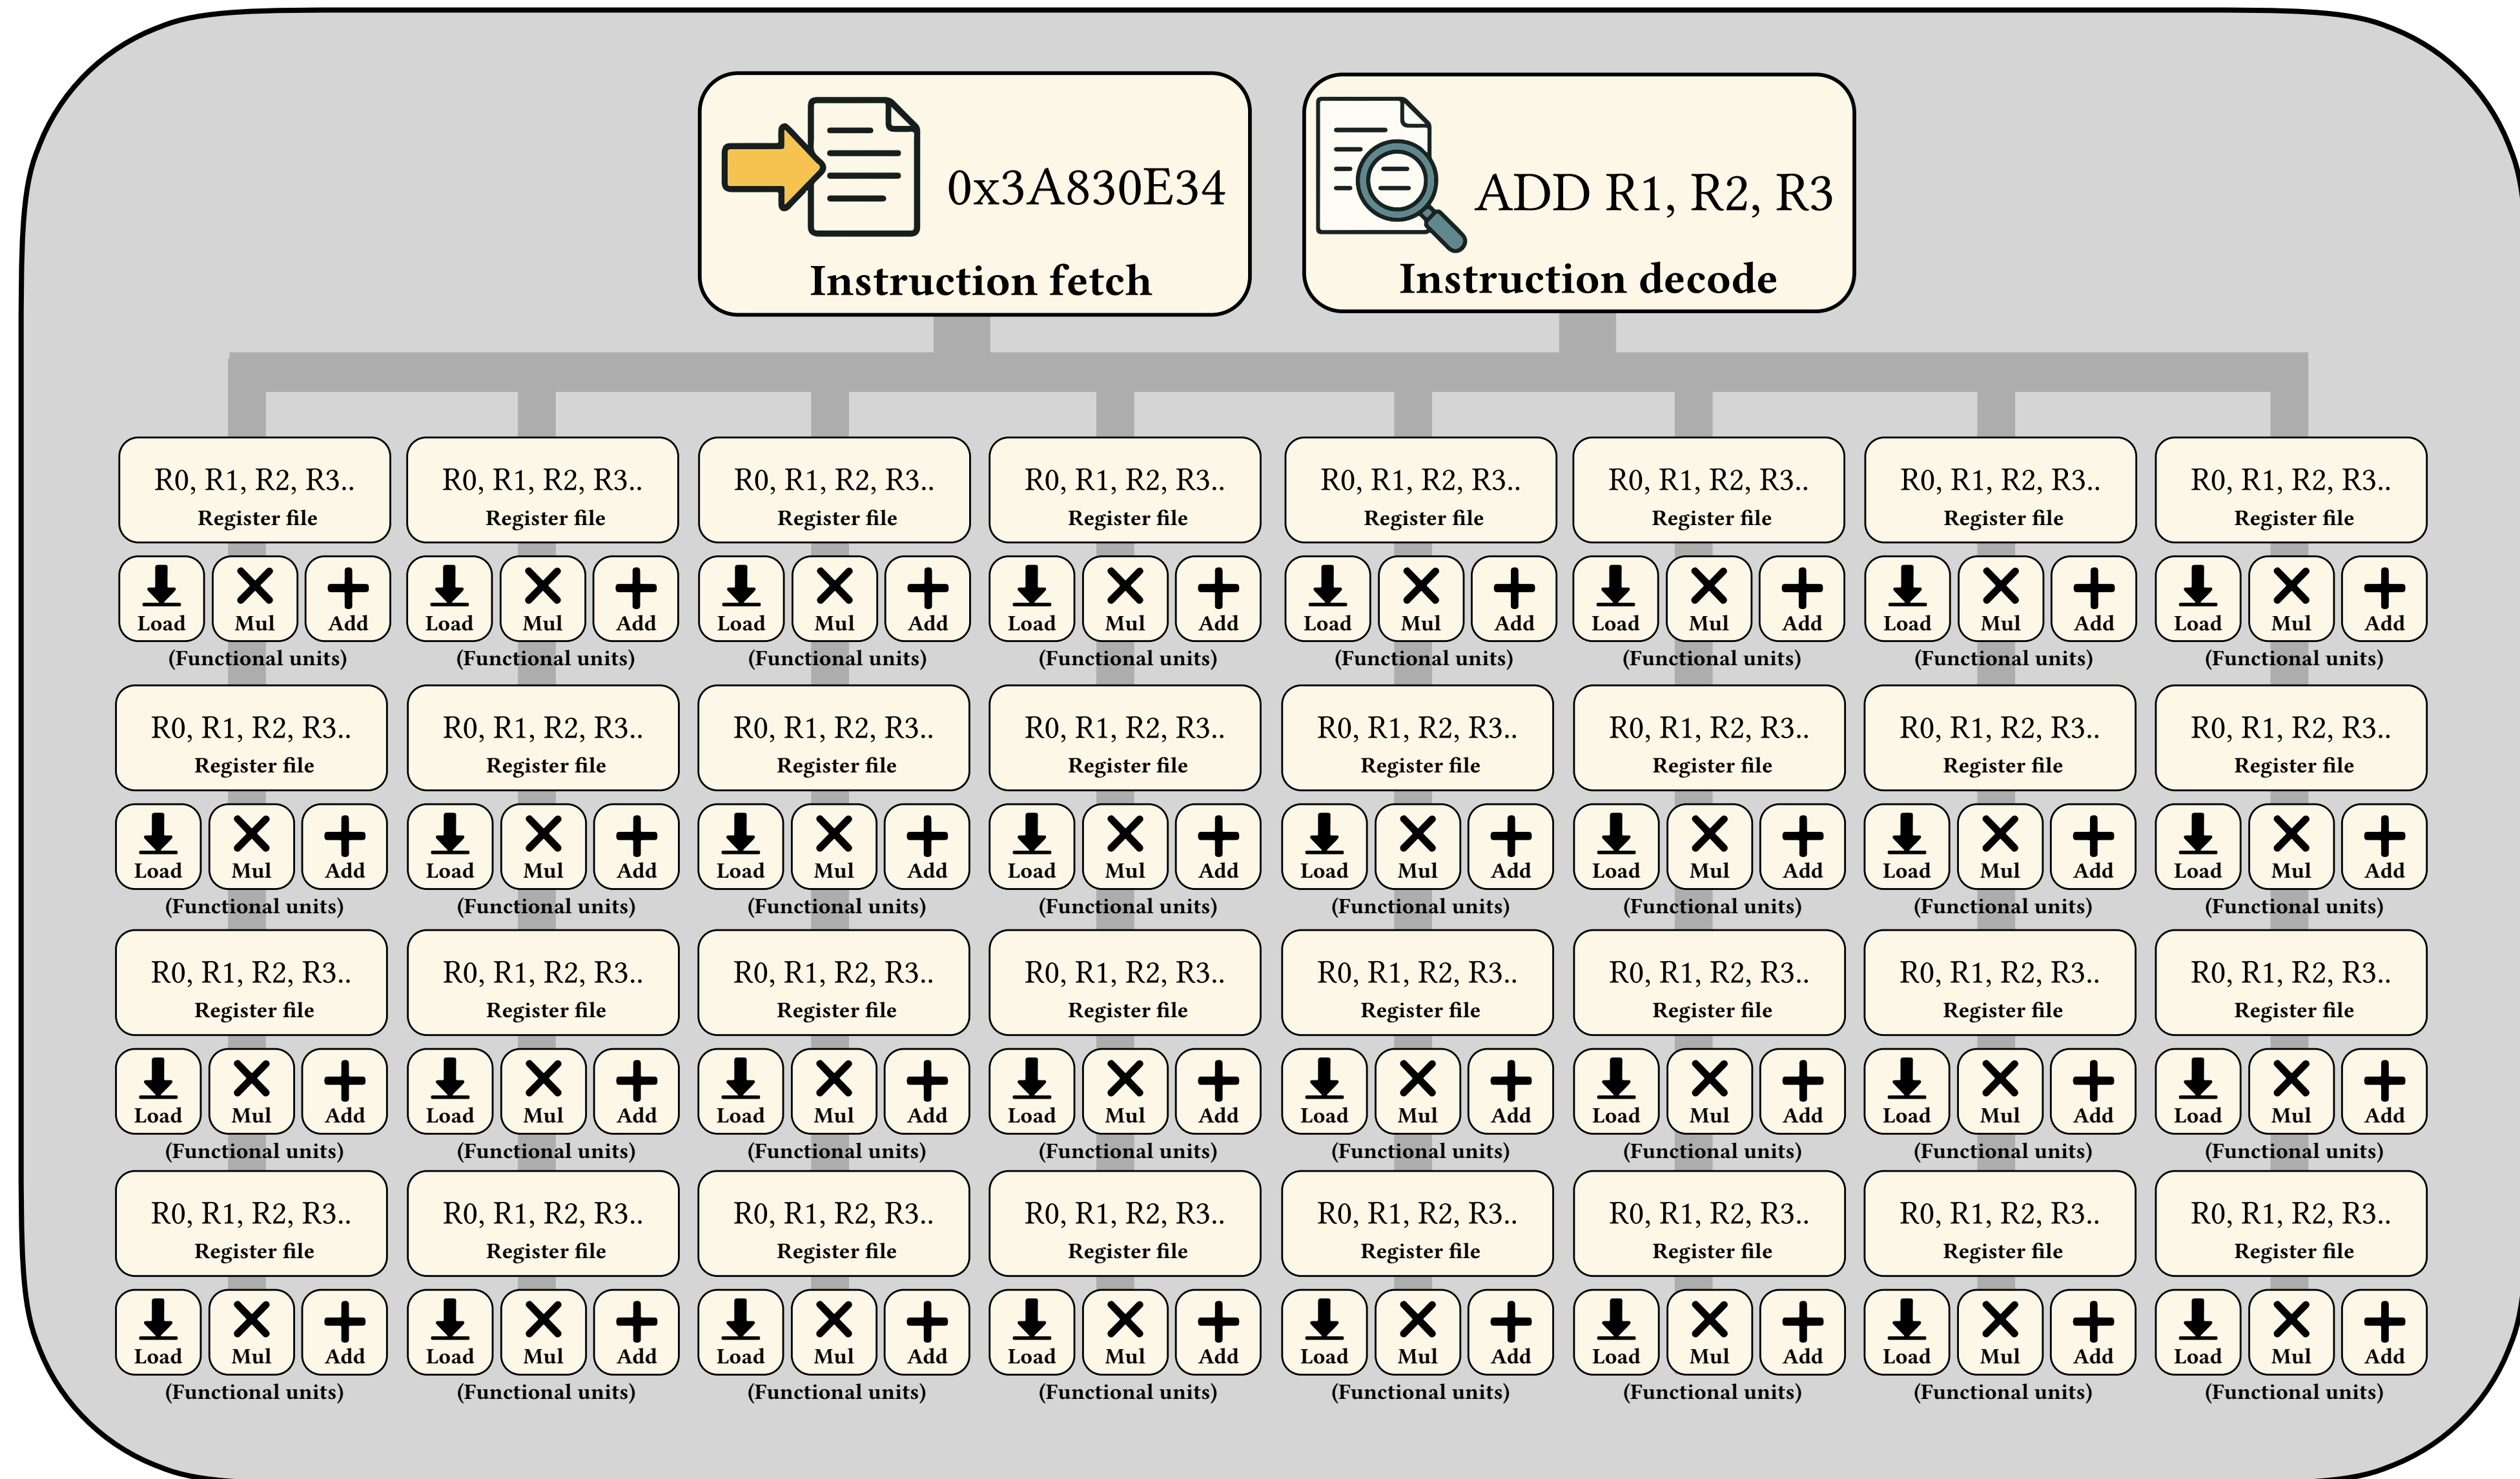 0x3A830E34
Instruction fetch
ADD R1, R2, R3
Instruction decode
R0, R1, R2, R3.. R0, R1, R2, R3.. R0, R1, R2, R3.. R0, R1, R2, R3.. R0, R1, R2, R3.. R0, R1, R2, R3.. R0, R1, R2, R3.. R0, R1, R2, R3..
Register file Register file Register file Register file Register file Register file Register file Register file
Load Mul Add Load Mul Add Load Mul Add Load Mul Add Load Mul Add Load Mul Add Load Mul Add Load Mul Add
(Functional units) (Functional units) (Functional units) (Functional units) (Functional units) (Functional units) (Functional units) (Functional units)
R0, R1, R2, R3.. R0, R1, R2, R3.. R0, R1, R2, R3.. R0, R1, R2, R3.. R0, R1, R2, R3.. R0, R1, R2, R3.. R0, R1, R2, R3.. R0, R1, R2, R3..
Register file Register file Register file Register file Register file Register file Register file Register file
Load Mul Add Load Mul Add Load Mul Add Load Mul Add Load Mul Add Load Mul Add Load Mul Add Load Mul Add
(Functional units) (Functional units) (Functional units) (Functional units) (Functional units) (Functional units) (Functional units) (Functional units)
R0, R1, R2, R3.. R0, R1, R2, R3.. R0, R1, R2, R3.. R0, R1, R2, R3.. R0, R1, R2, R3.. R0, R1, R2, R3.. R0, R1, R2, R3.. R0, R1, R2, R3..
Register file Register file Register file Register file Register file Register file Register file Register file
Load Mul Add Load Mul Add Load Mul Add Load Mul Add Load Mul Add Load Mul Add Load Mul Add Load Mul Add
(Functional units) (Functional units) (Functional units) (Functional units) (Functional units) (Functional units) (Functional units) (Functional units)
R0, R1, R2, R3.. R0, R1, R2, R3.. R0, R1, R2, R3.. R0, R1, R2, R3.. R0, R1, R2, R3.. R0, R1, R2, R3.. R0, R1, R2, R3.. R0, R1, R2, R3..
Register file Register file Register file Register file Register file Register file Register file Register file
Load Mul Add Load Mul Add Load Mul Add Load Mul Add Load Mul Add Load Mul Add Load Mul Add Load Mul Add
(Functional units) (Functional units) (Functional units) (Functional units) (Functional units) (Functional units) (Functional units) (Functional units)